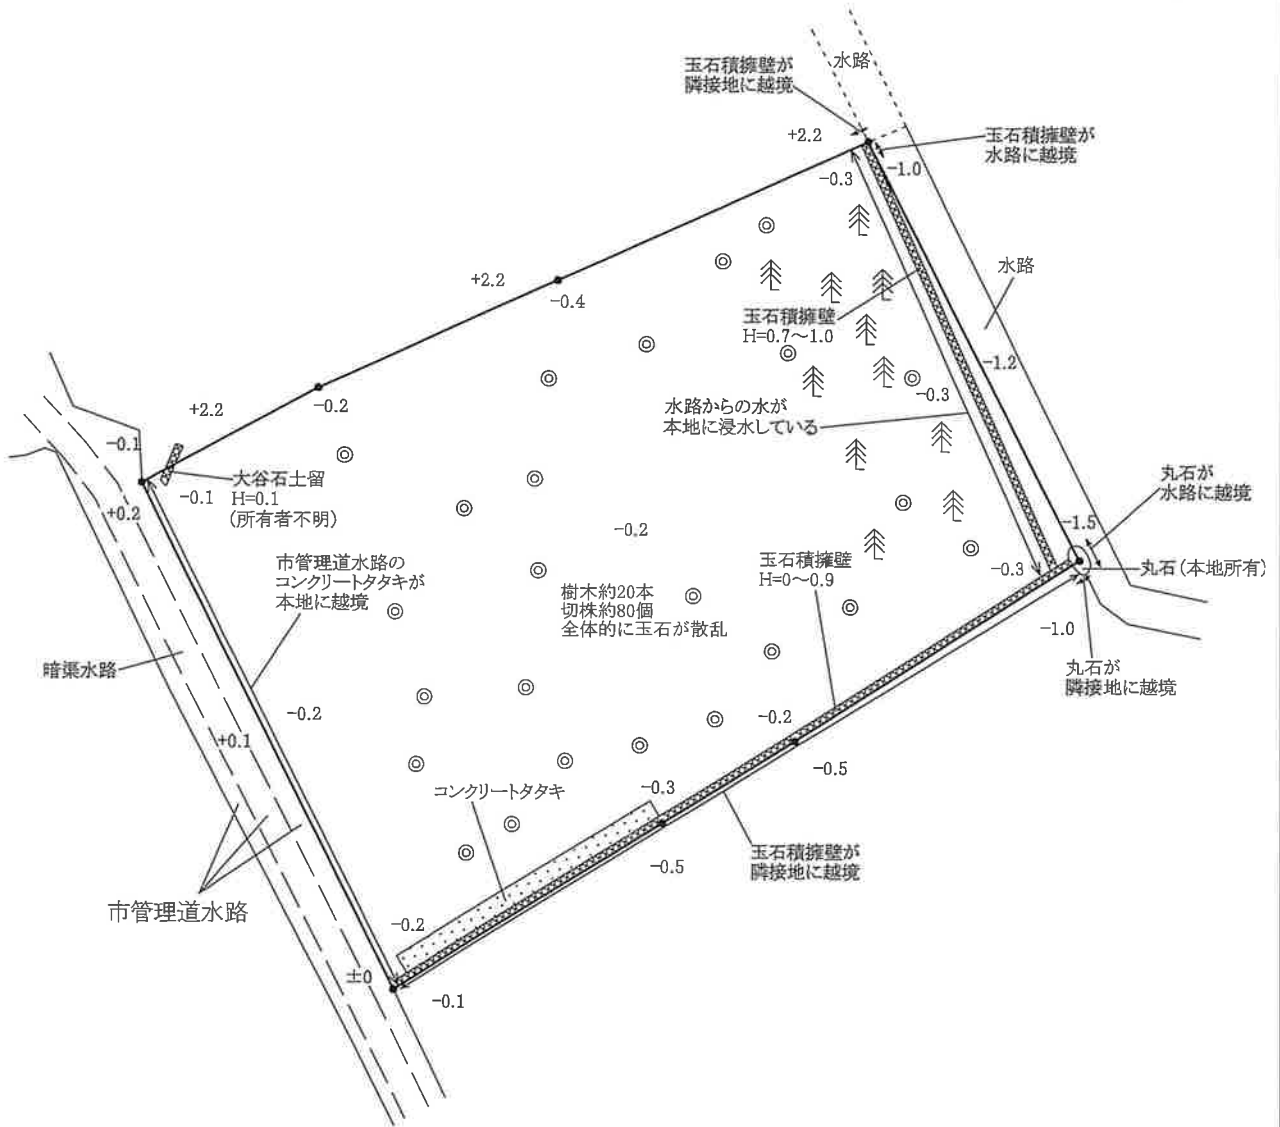 水路
玉石積擁壁が
隣接地に越境
+2.2
玉石積擁壁が
水路に越境
-1.0
-0.3
水路
+2.2
-0.4
玉石積擁壁
H=0.7～1.0
-1.2
-0.3
+2.2
-0.2
水路からの水が
本地に浸水している
-0.1
大谷石土留
H=0.1
(所有者不明)
-0.1
+0.2
丸石が
水路に越境
-1.5
-0.2
市管理道水路の
コンクリートタタキが
本地に越境
玉石積擁壁
H=0～0.9
-0.3
丸石(本地所有)
樹木約20本
切株約80個
全体的に玉石が散乱
-1.0
暗渠水路
丸石が
隣接地に越境
-0.2
-0.2
+0.1
-0.5
コンクリートタタキ
-0.3
玉石積擁壁が
隣接地に越境
-0.5
市管理道水路
-0.2
±0
-0.1